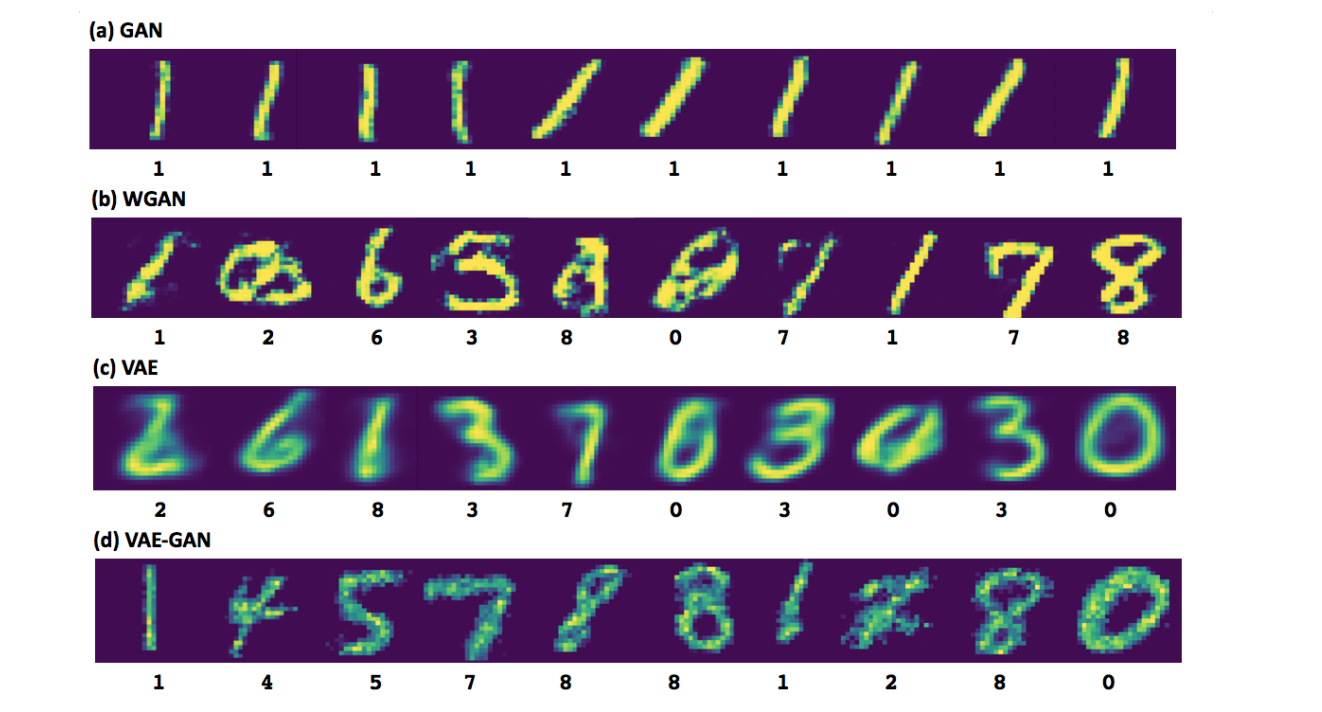 (a) GAN
1 1 1 1 1 1 1 1 1 1
(b) WGAN
1 2 6 3 8 0 7 1 7 8
(c) VAE
2 6 8 3 7 0 3 0 3 0
(d) VAE-GAN
1 4 5 7 8 8 1 2 8 0